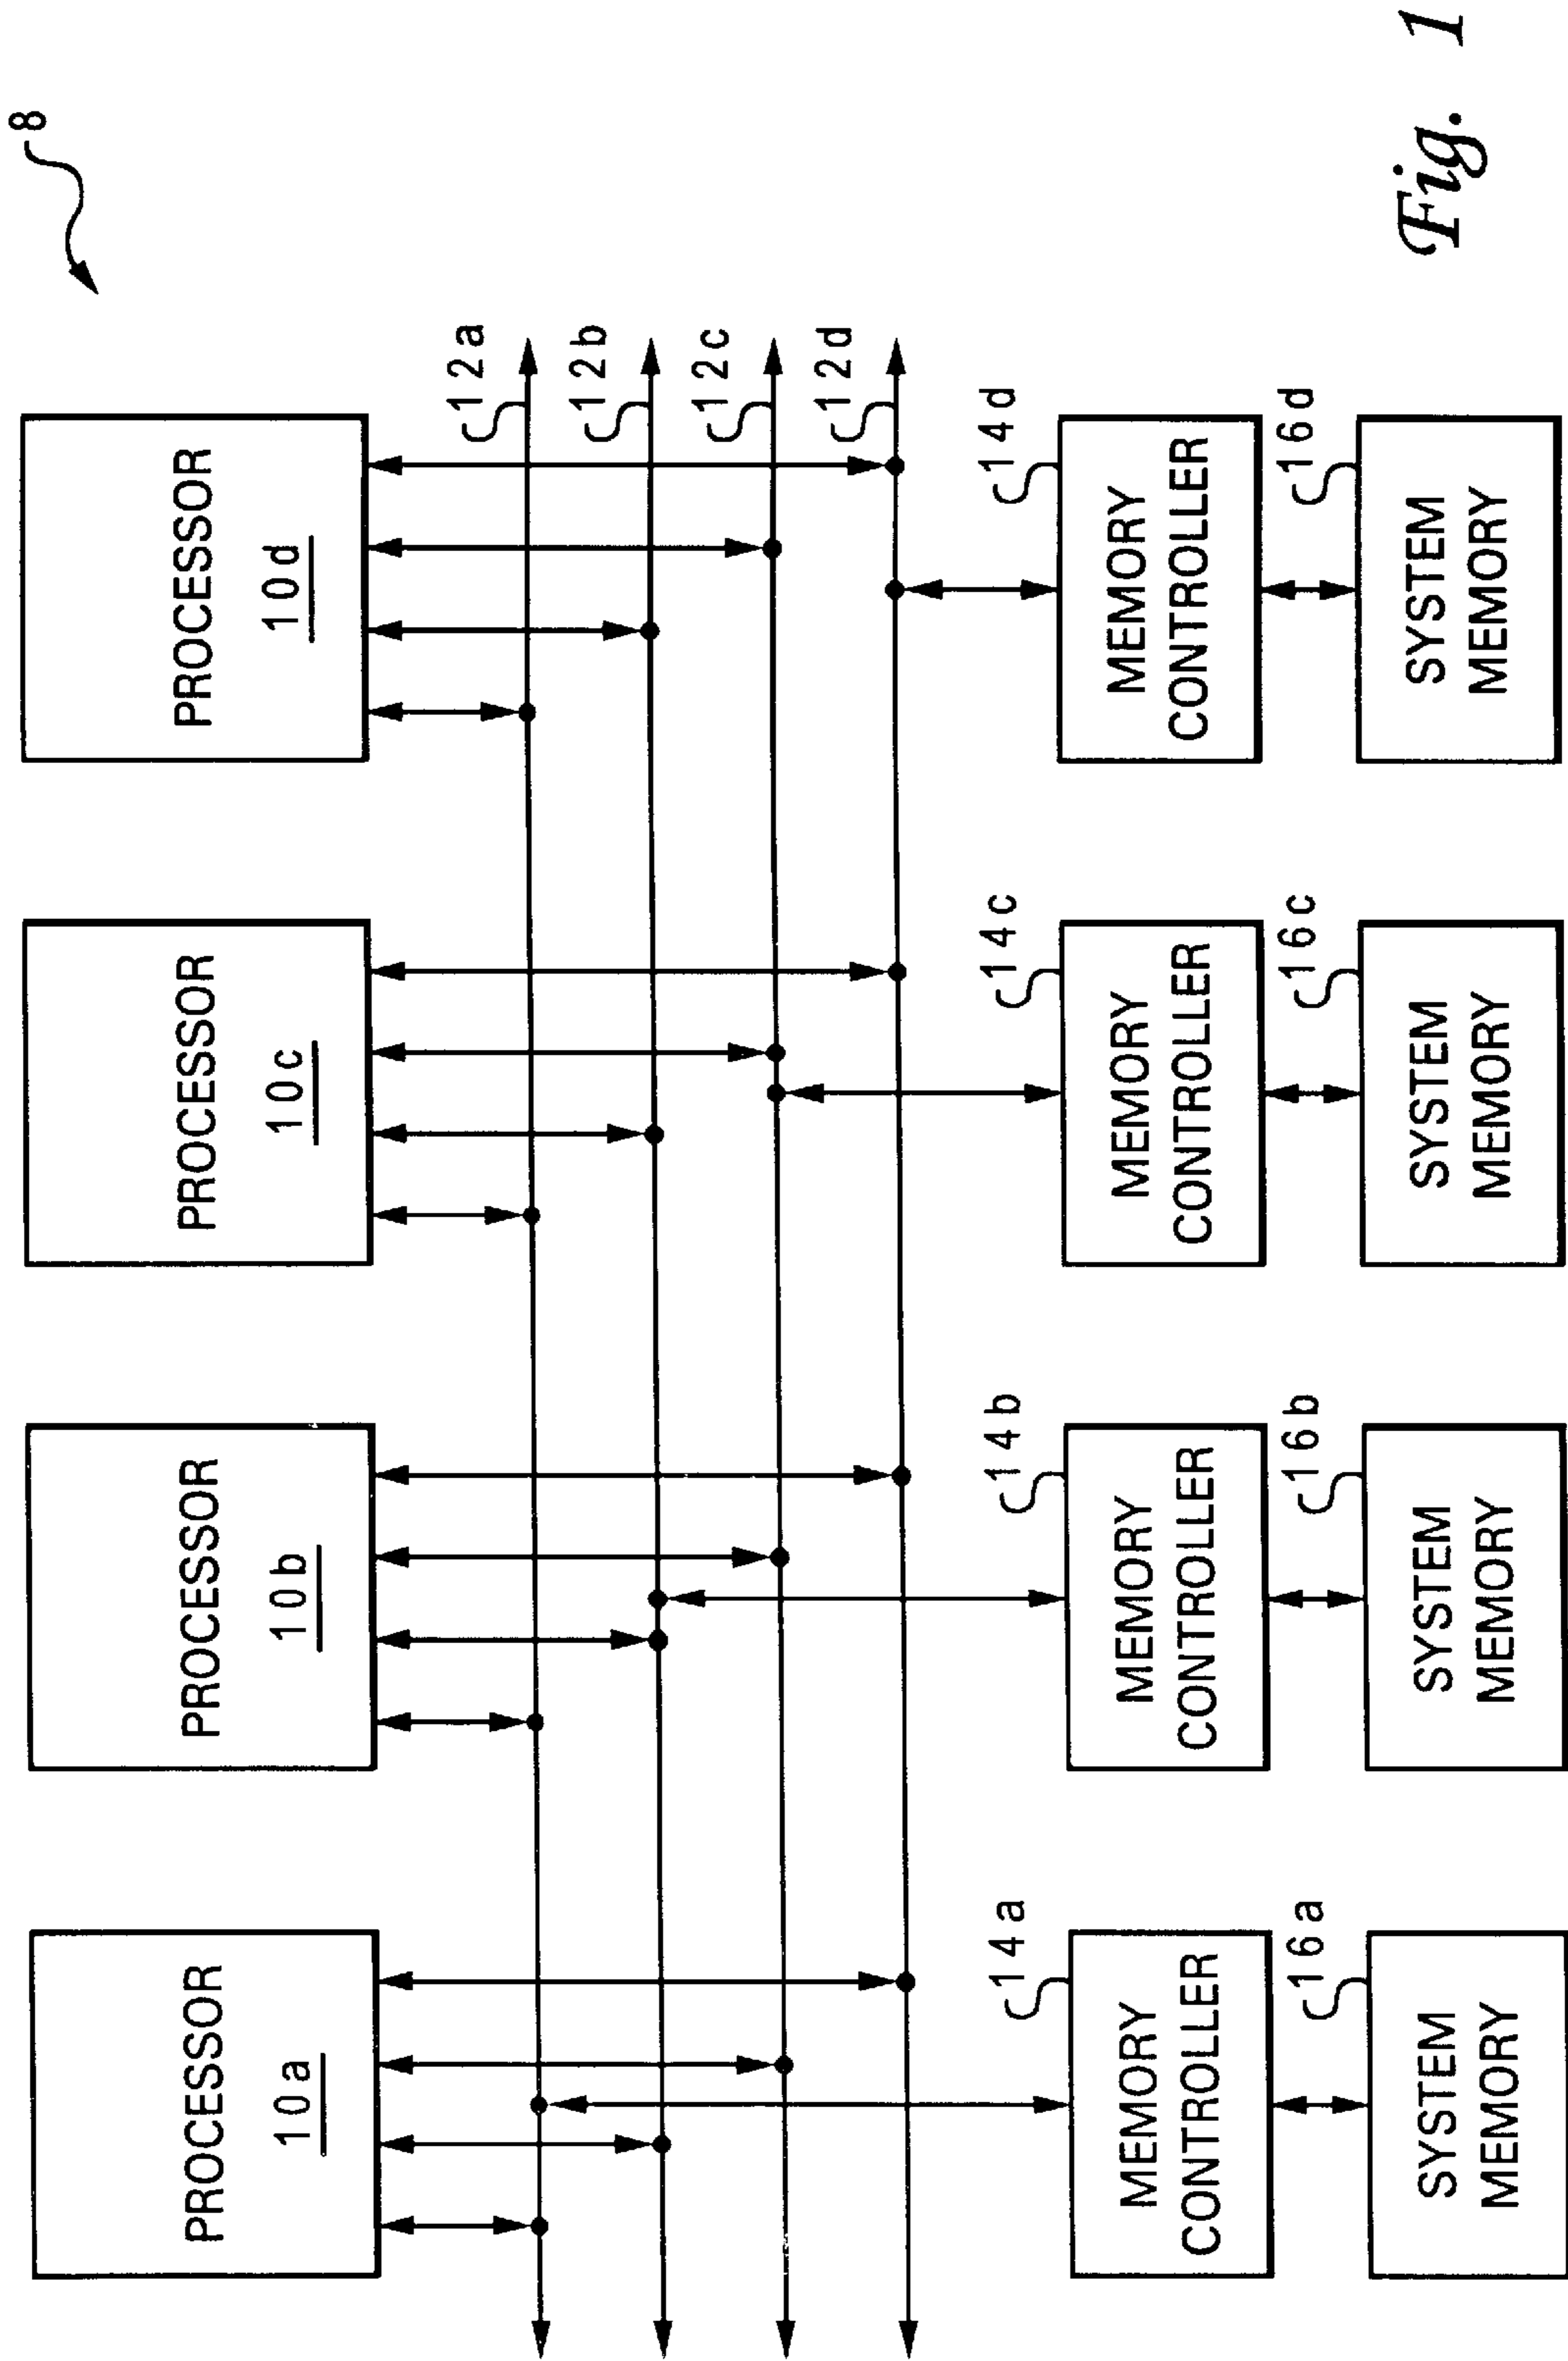 8
PROCESSOR
10a
PROCESSOR
10b
PROCESSOR
10c
PROCESSOR
10d
12a
12b
12c
12d
14a
MEMORY
CONTROLLER
14b
MEMORY
CONTROLLER
14c
MEMORY
CONTROLLER
14d
MEMORY
CONTROLLER
16a
SYSTEM
MEMORY
16b
SYSTEM
MEMORY
16c
SYSTEM
MEMORY
16d
SYSTEM
MEMORY
Fig. 1